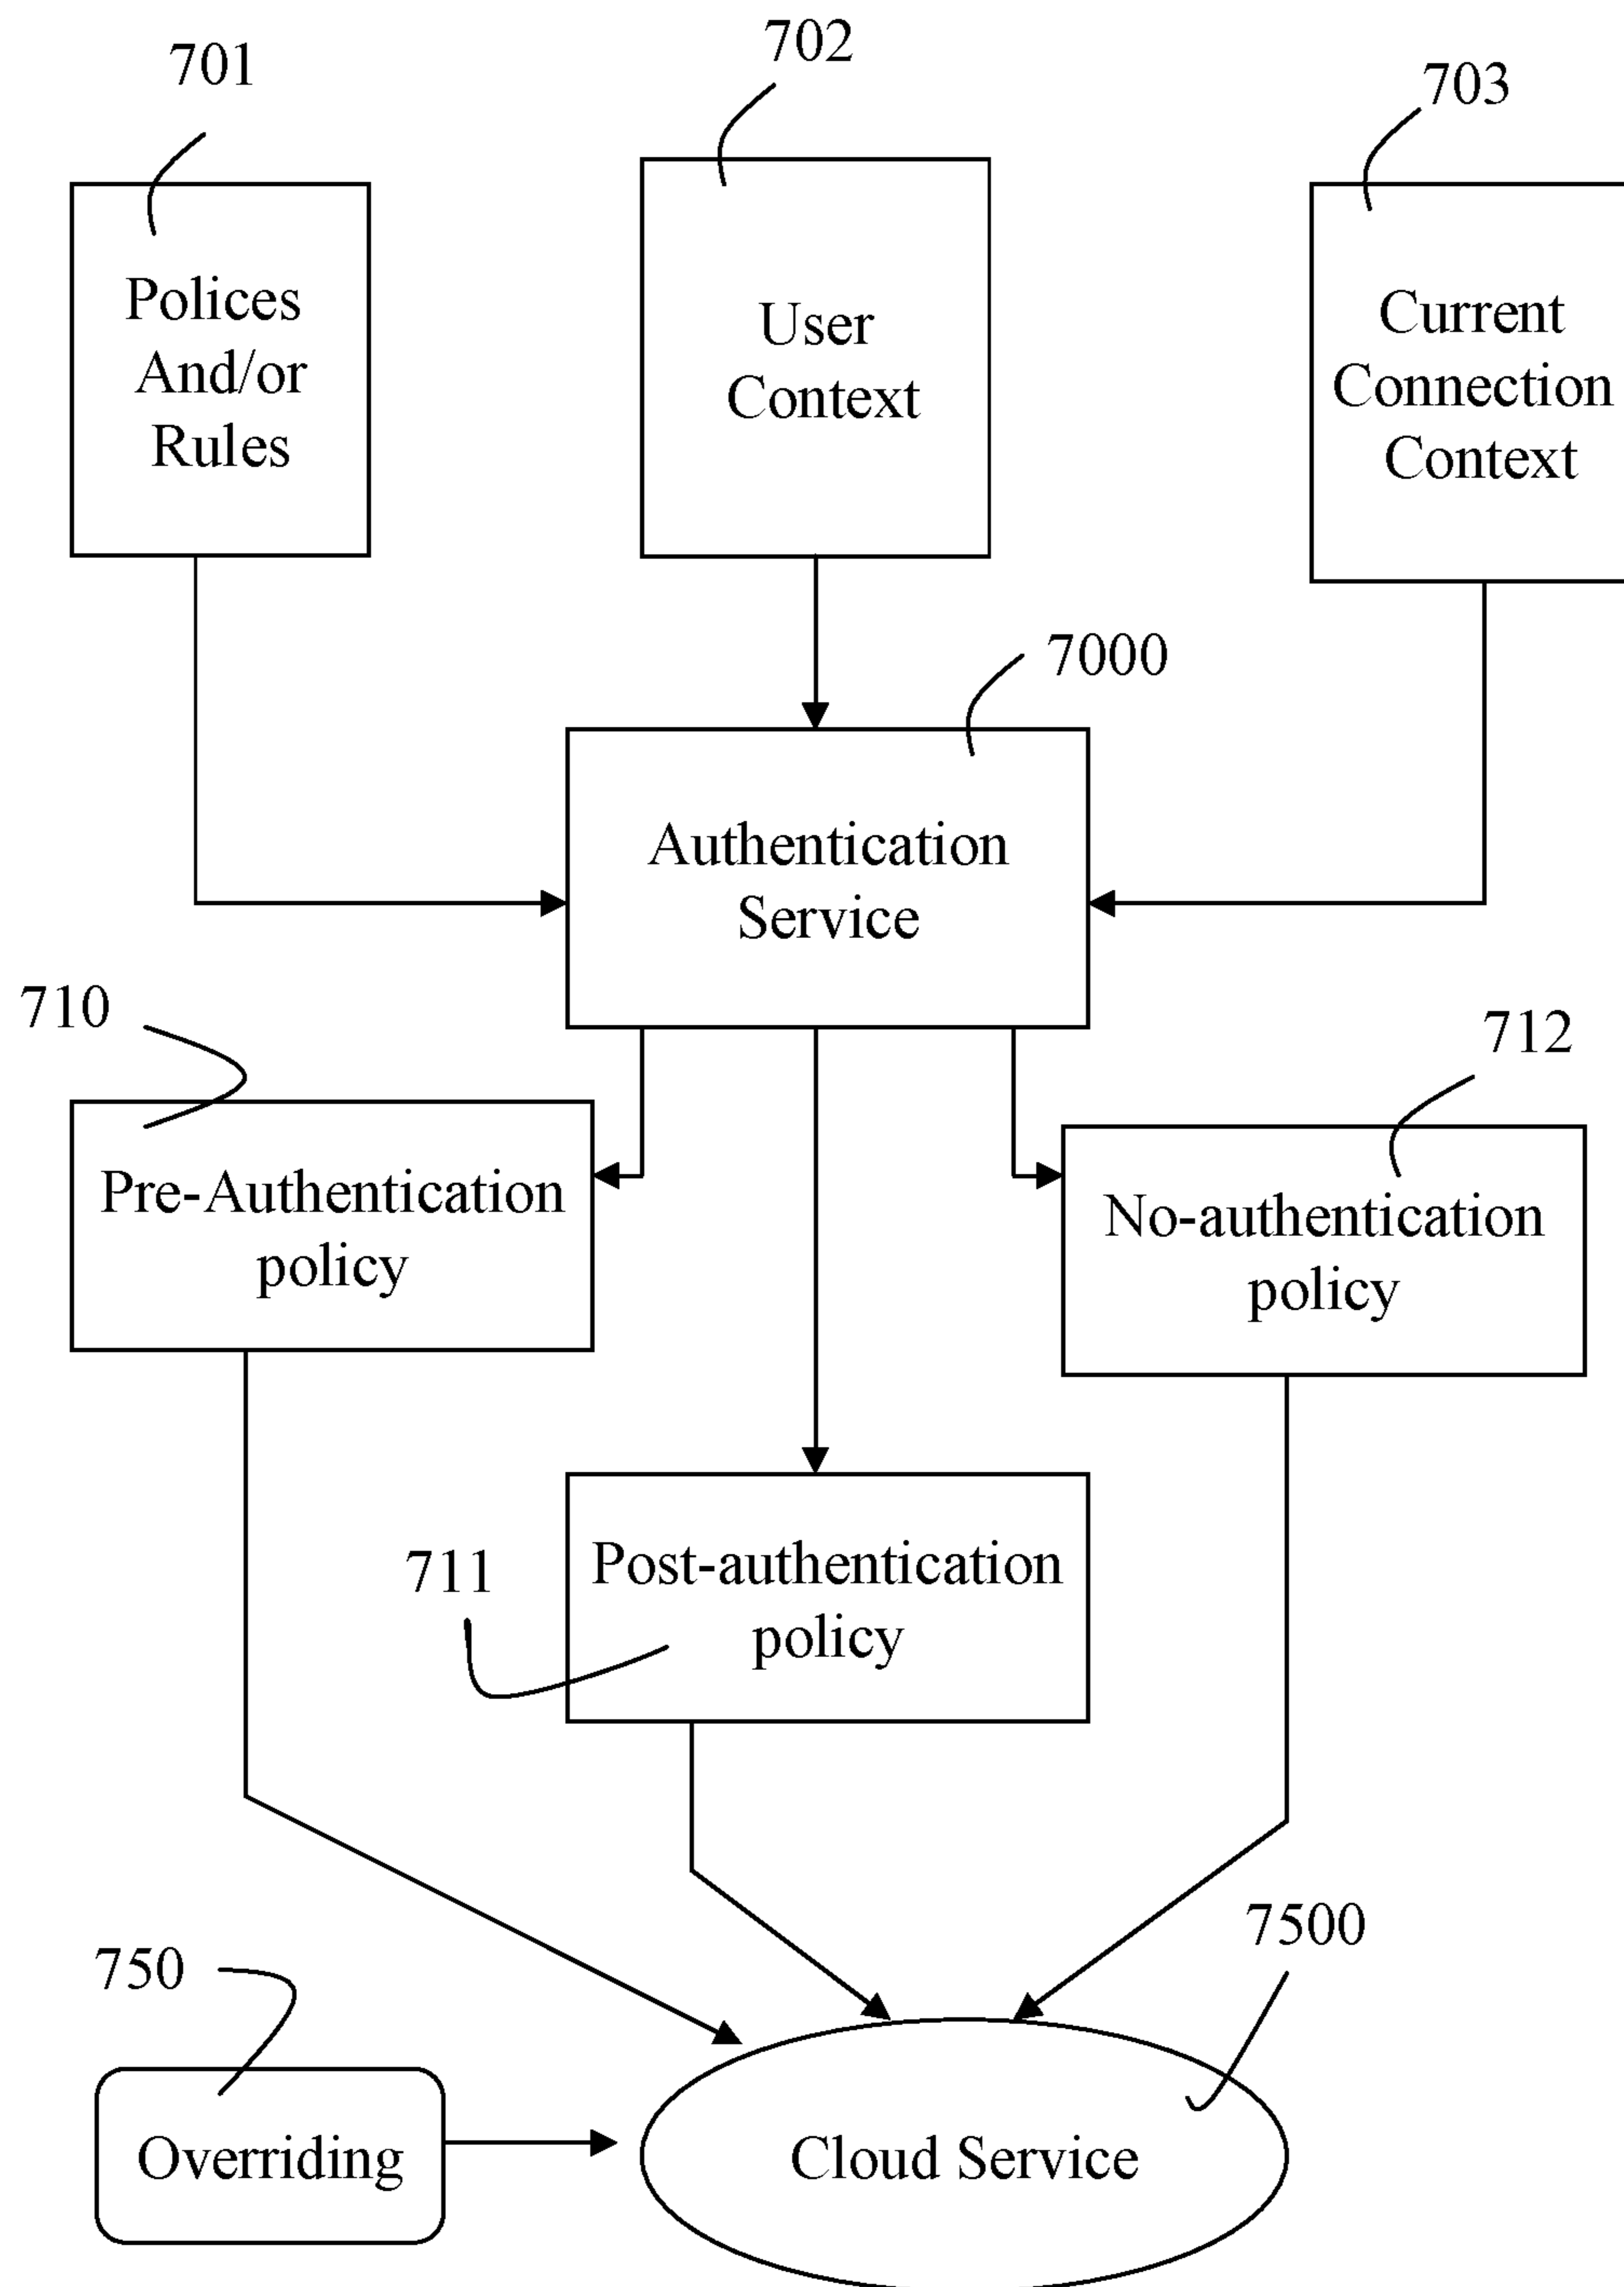 701
702
703
Polices
And/or
Rules
User
Context
Current
Connection
Context
7000
Authentication
Service
710
712
Pre-Authentication
policy
No-authentication
policy
711
Post-authentication
policy
750
7500
Overriding
Cloud Service